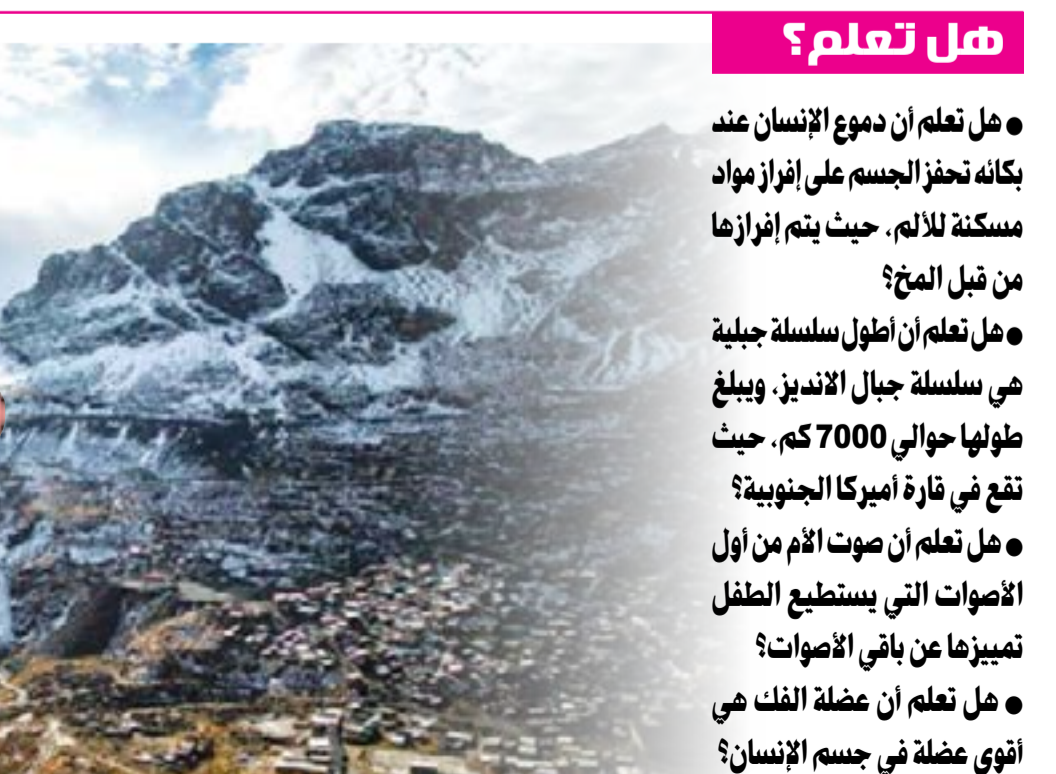 هل تعلم؟
● هل تعلم أن دموع الإنسان عند
بكائه تحفز الجسم على إفراز مواد
مسكنة للألم، حيث يتم إفرازها
من قبل المخ؟
● هل تعلم أن أطول سلسلة جبلية
هي سلسلة جبال الانديز، ويبلغ
طولها حوالي 7000 كم، حيث
تقع في قارة أميركا الجنوبية؟
● هل تعلم أن صوت الأم من أول
الأصوات التي يستطيع الطفل
تمييزها عن باقي الأصوات؟
● هل تعلم أن عضلة الفك هي
أقوى عضلة في جسم الإنسان؟